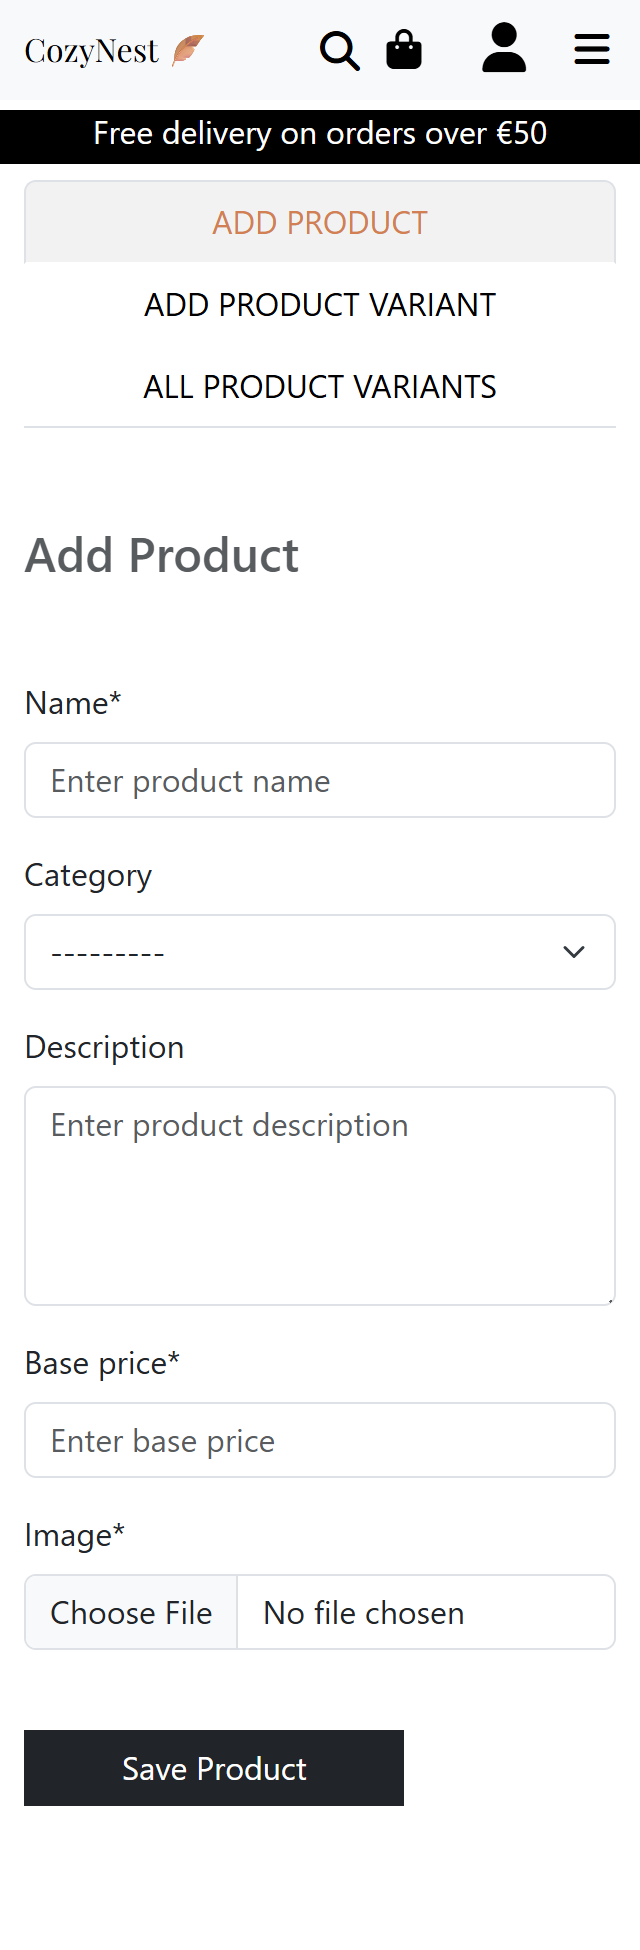 CozyNest
Free delivery on orders over €50
ADD PRODUCT
ADD PRODUCT VARIANT
ALL PRODUCT VARIANTS
Add Product
Name*
Enter product name
Category
---------
Description
Enter product description
Base price*
Enter base price
Image*
Choose File No file chosen
Save Product